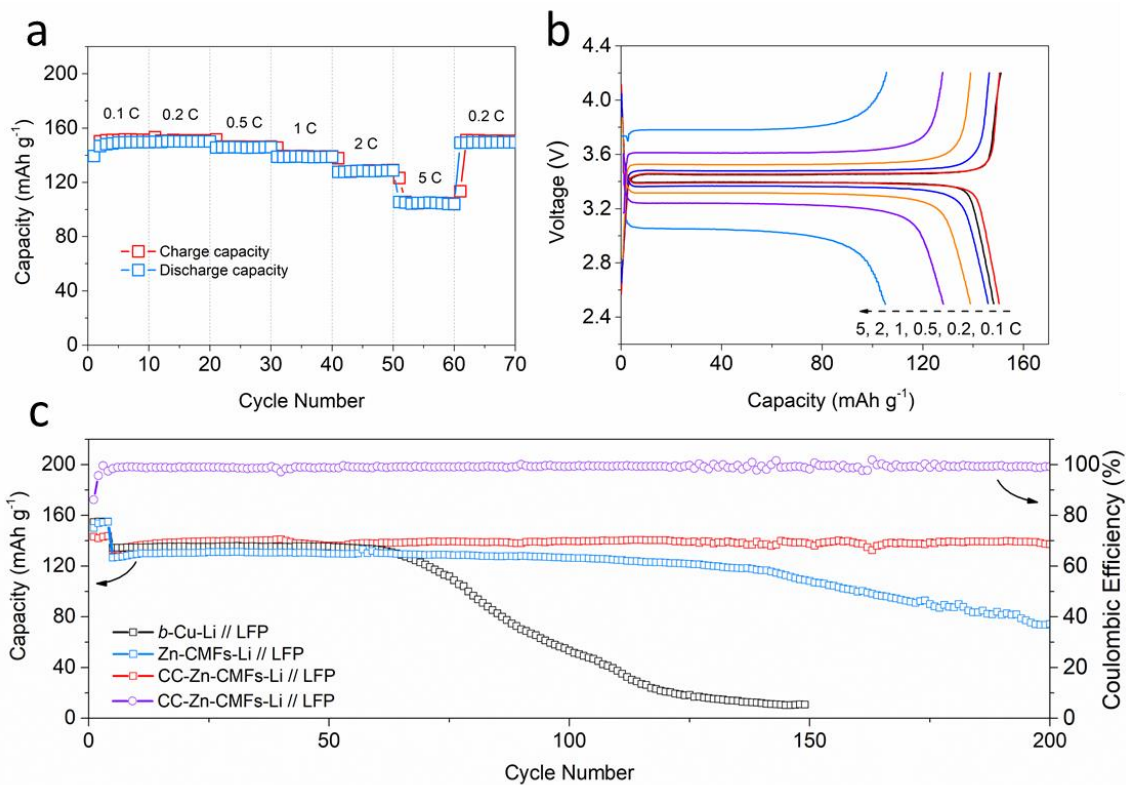 a
220
200
160
120
80
40
0
Capacity (mAh g⁻¹)
0.1 C 0.2 C
0.5 C
1 C
2 C
5 C
0.2 C
Charge capacity
Discharge capacity
0 10 20 30 40 50 60 70
Cycle Number
b
4.4
4.0
3.6
3.2
2.8
2.4
Voltage (V)
5, 2, 1, 0.5, 0.2, 0.1 C
0 40 80 120 160
Capacity (mAh g⁻¹)
c
200
160
120
80
40
0
Capacity (mAh g⁻¹)
b-Cu-Li // LFP
Zn-CMFs-Li // LFP
CC-Zn-CMFs-Li // LFP
CC-Zn-CMFs-Li // LFP
100
80
60
40
20
0
Coulombic Efficiency (%)
0 50 100 150 200
Cycle Number